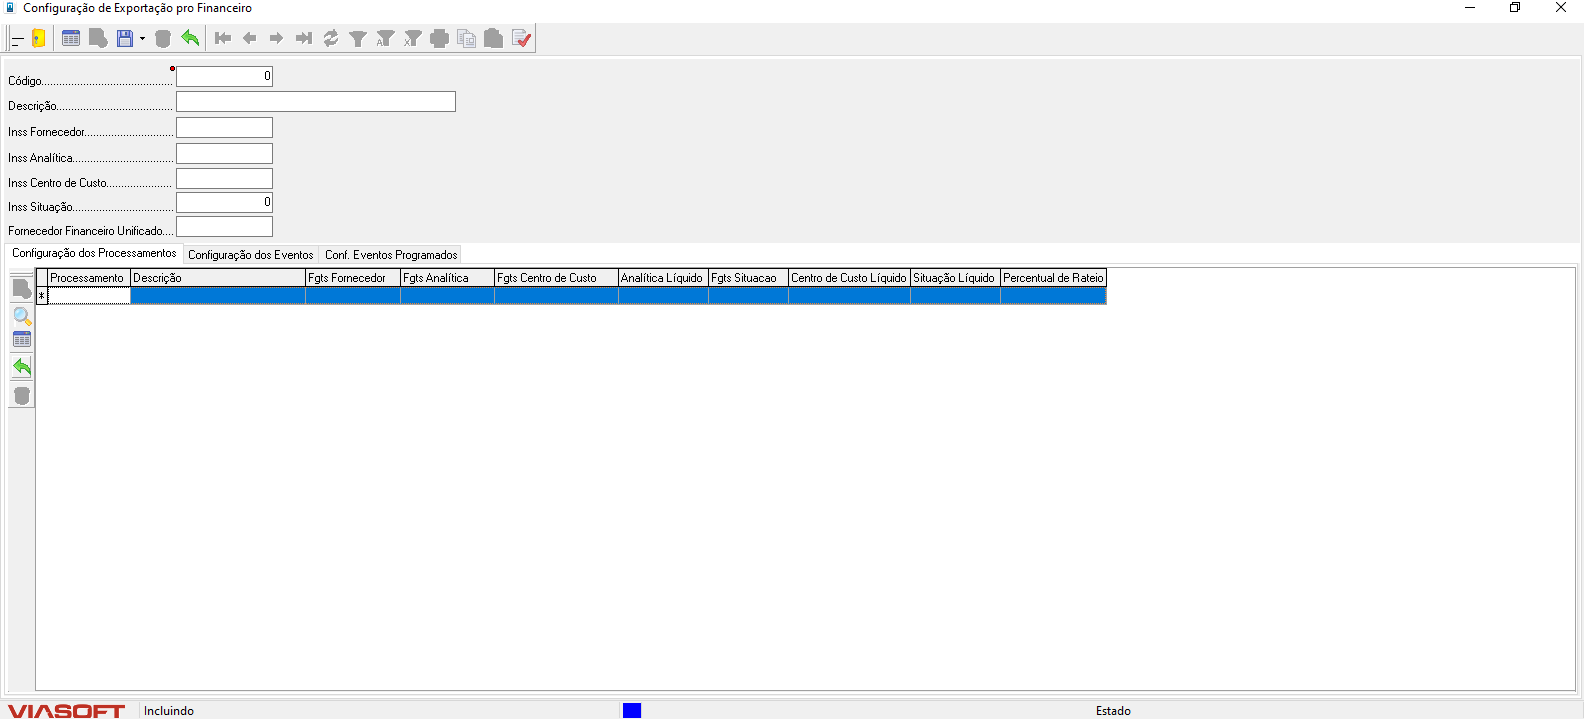 Configuração de Exportação pro Financeiro
Código............................................ 0
Descrição.......................................
Inss Fornecedor..............................
Inss Analítica..................................
Inss Centro de Custo......................
Inss Situação.................................. 0
Fornecedor Financeiro Unificado....
Configuração dos Processamentos Configuração dos Eventos Conf. Eventos Programados
Processamento Descrição Fgts Fornecedor Fgts Analítica Fgts Centro de Custo Analítica Líquido Fgts Situacao Centro de Custo Líquido Situação Líquido Percentual de Rateio
*
VIASOFT Incluindo Estado